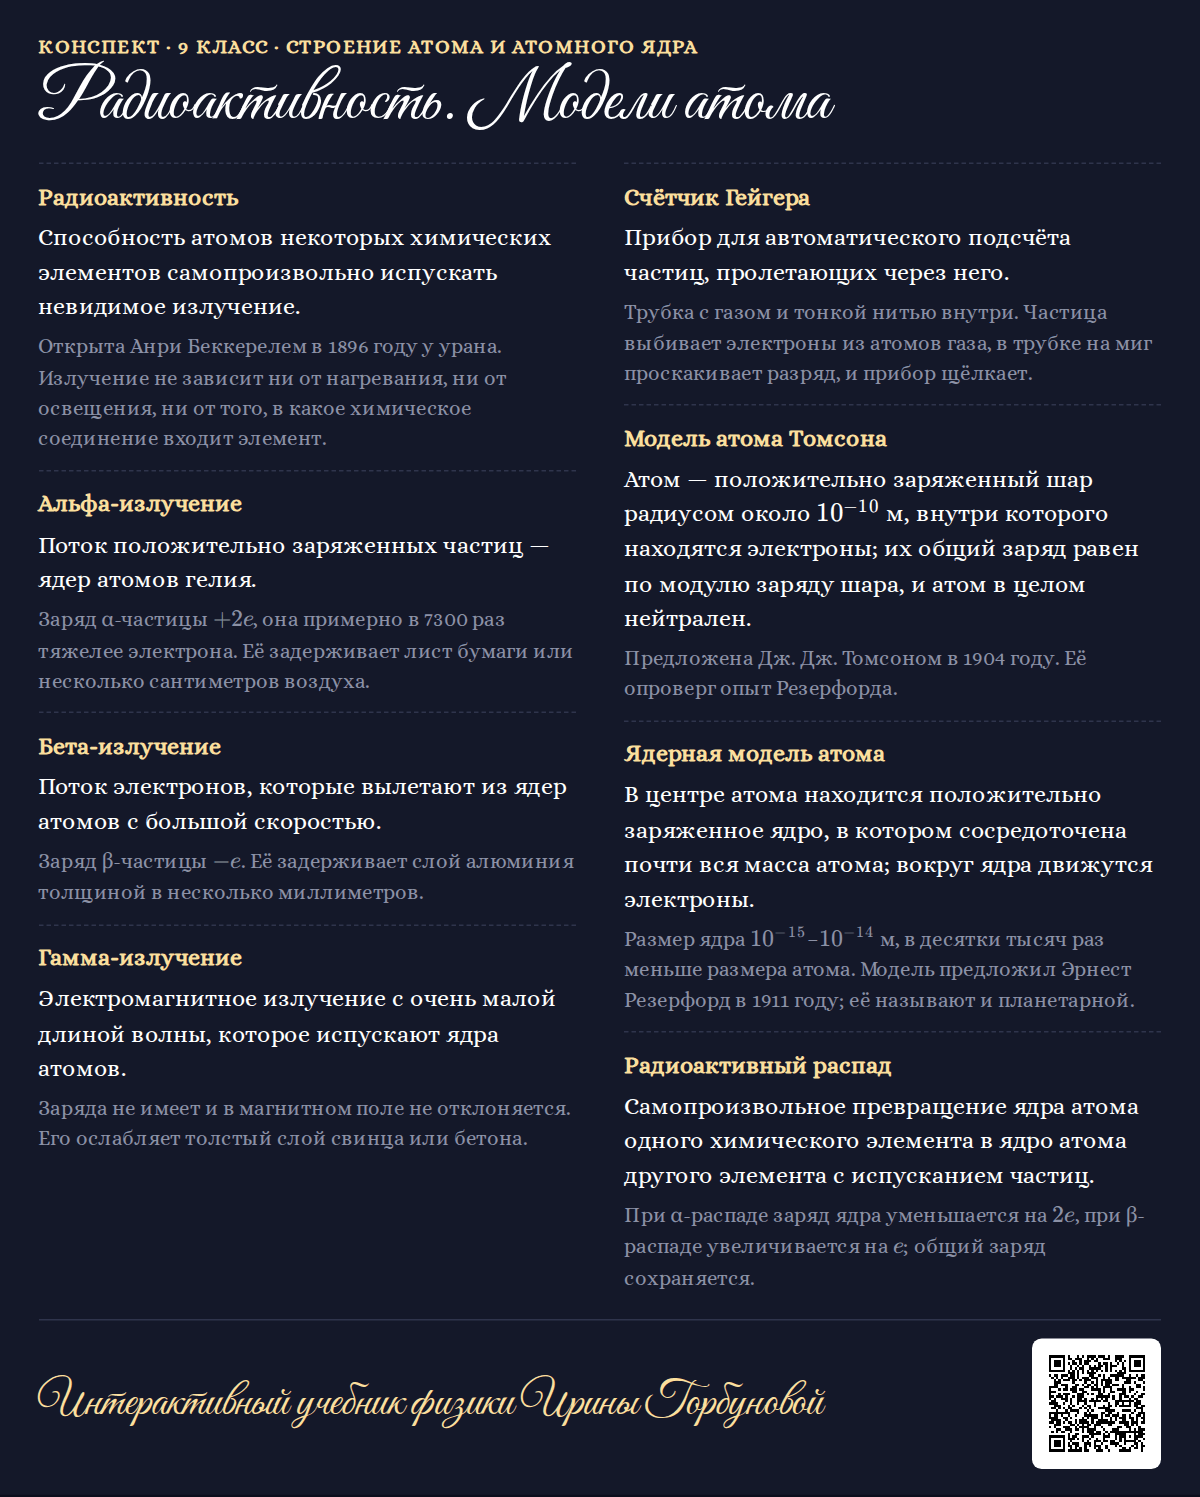 КОНСПЕКТ · 9 КЛАСС · СТРОЕНИЕ АТОМА И АТОМНОГО ЯДРА
Радиоактивность. Модели атома
Радиоактивность
Способность атомов некоторых химических
элементов самопроизвольно испускать
невидимое излучение.
Открыта Анри Беккерелем в 1896 году у урана.
Излучение не зависит ни от нагревания, ни от
освещения, ни от того, в какое химическое
соединение входит элемент.
Альфа-излучение
Поток положительно заряженных частиц —
ядер атомов гелия.
Заряд α-частицы +2e, она примерно в 7300 раз
тяжелее электрона. Её задерживает лист бумаги или
несколько сантиметров воздуха.
Бета-излучение
Поток электронов, которые вылетают из ядер
атомов с большой скоростью.
Заряд β-частицы −e. Её задерживает слой алюминия
толщиной в несколько миллиметров.
Гамма-излучение
Электромагнитное излучение с очень малой
длиной волны, которое испускают ядра
атомов.
Заряда не имеет и в магнитном поле не отклоняется.
Его ослабляет толстый слой свинца или бетона.
Счётчик Гейгера
Прибор для автоматического подсчёта
частиц, пролетающих через него.
Трубка с газом и тонкой нитью внутри. Частица
выбивает электроны из атомов газа, в трубке на миг
проскакивает разряд, и прибор щёлкает.
Модель атома Томсона
Атом — положительно заряженный шар
радиусом около 10⁻¹⁰ м, внутри которого
находятся электроны; их общий заряд равен
по модулю заряду шара, и атом в целом
нейтрален.
Предложена Дж. Дж. Томсоном в 1904 году. Её
опроверг опыт Резерфорда.
Ядерная модель атома
В центре атома находится положительно
заряженное ядро, в котором сосредоточена
почти вся масса атома; вокруг ядра движутся
электроны.
Размер ядра 10⁻¹⁵–10⁻¹⁴ м, в десятки тысяч раз
меньше размера атома. Модель предложил Эрнест
Резерфорд в 1911 году; её называют и планетарной.
Радиоактивный распад
Самопроизвольное превращение ядра атома
одного химического элемента в ядро атома
другого элемента с испусканием частиц.
При α-распаде заряд ядра уменьшается на 2e, при β-
распаде увеличивается на e; общий заряд
сохраняется.
Интерактивный учебник физики Ирины Горбуновой